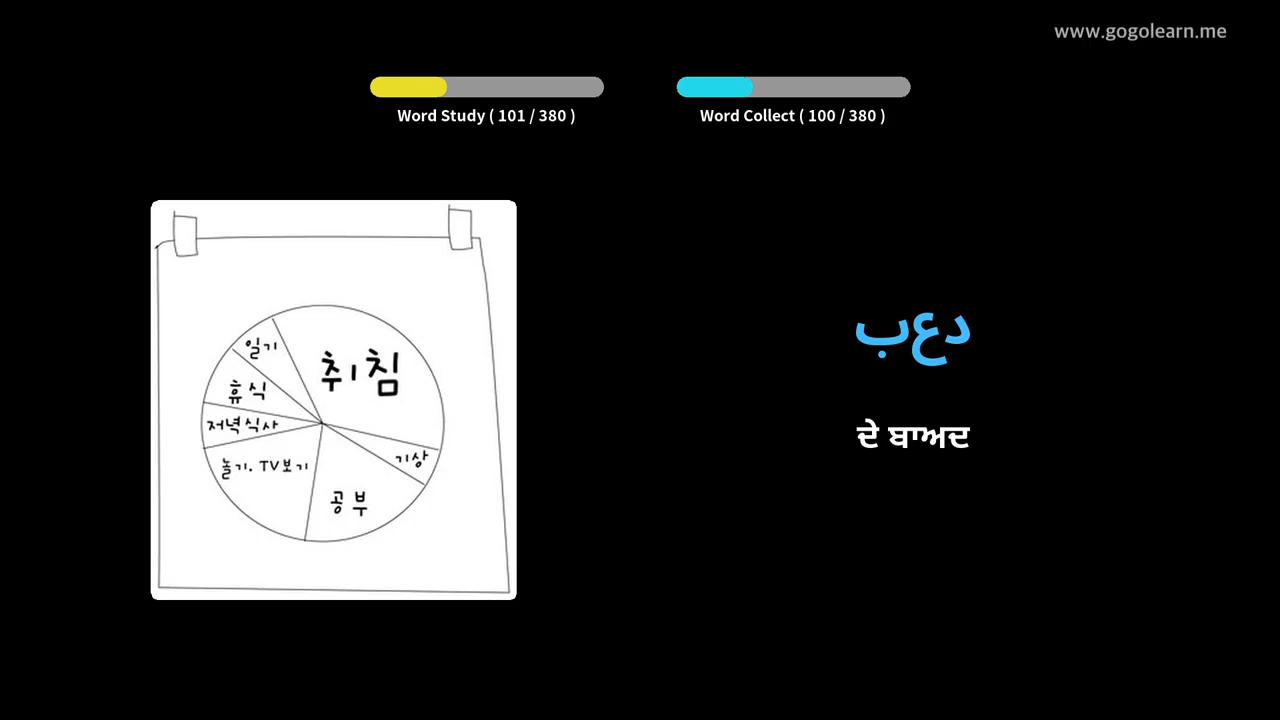 www.gogolearn.me
Word Study ( 101 / 380 )
Word Collect ( 100 / 380 )
일기
취침
휴식
저녁식사
놀기. TV보기
기상
공부
دعب
ਦੇ ਬਾਅਦ